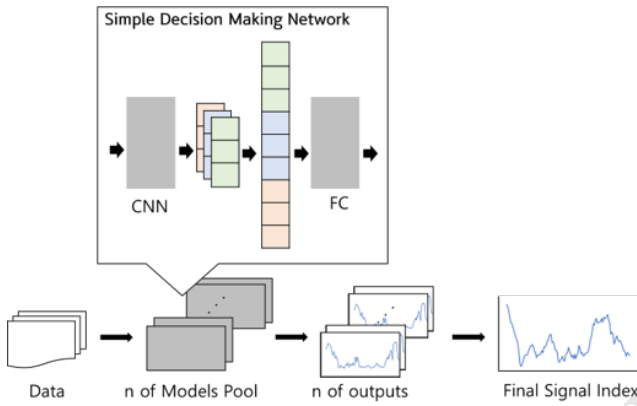 Simple Decision Making Network
CNN
FC
Data
n of Models Pool
n of outputs
Final Signal Index